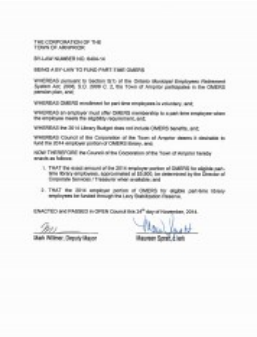 THE CORPORATION OF THE
TOWN OF ARNPRIOR
BY-LAW NUMBER NO. 6404-14
BEING A BY-LAW TO FUND PART-TIME OMERS
WHEREAS pursuant to Section 5(1) of the Ontario Municipal Employees Retirement
System Act, 2006, S.O. 2006 C. 2, the Town of Arnprior participates in the OMERS
pension plan, and;
WHEREAS OMERS enrollment for part time employees is voluntary, and;
WHEREAS an employer must offer OMERS membership to a part-time employee when
the employee meets the eligibility requirement, and;
WHEREAS the 2014 Library Budget does not include OMERS benefits, and;
WHEREAS Council of the Corporation of the Town of Arnprior deems it desirable to
fund the 2014 employer portion of OMERS library, and;
NOW THEREFORE the Council of the Corporation of the Town of Arnprior hereby
enacts as follows:
1. THAT the exact amount of the 2014 employer portion of OMERS for eligible part-
time library employees, approximated at $5,000, be determined by the Director of
Corporate Services / Treasurer when available; and
2. THAT the 2014 employer portion of OMERS for eligible part-time library
employees be funded through the Levy Stabilization Reserve.
ENACTED and PASSED in OPEN Council this 24th day of November, 2014.
Mark Willmer, Deputy Mayor Maureen Spratt, Clerk